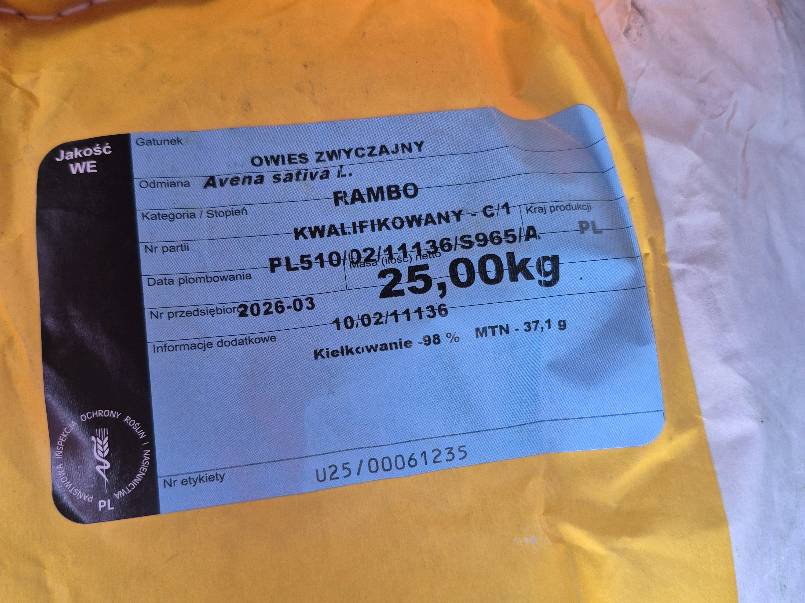 Jakość
WE
Gatunek
OWIES ZWYCZAJNY
Avena sativa L.
Odmiana
RAMBO
Kategoria / Stopień
KWALIFIKOWANY - C/1
Kraj produkcji
PL
Nr partii
PL510/02/11136/S965/A
Data plombowania
Masa (ilość) netto
25,00kg
2026-03
Nr przedsiębiorc
10/02/11136
Informacje dodatkowe
Kiełkowanie -98 % MTN - 37,1 g
Nr etykiety
U25/00061235
PAŃSTWOWA INSPEKCJA OCHRONY ROŚLIN I NASIENNICTWA
PL